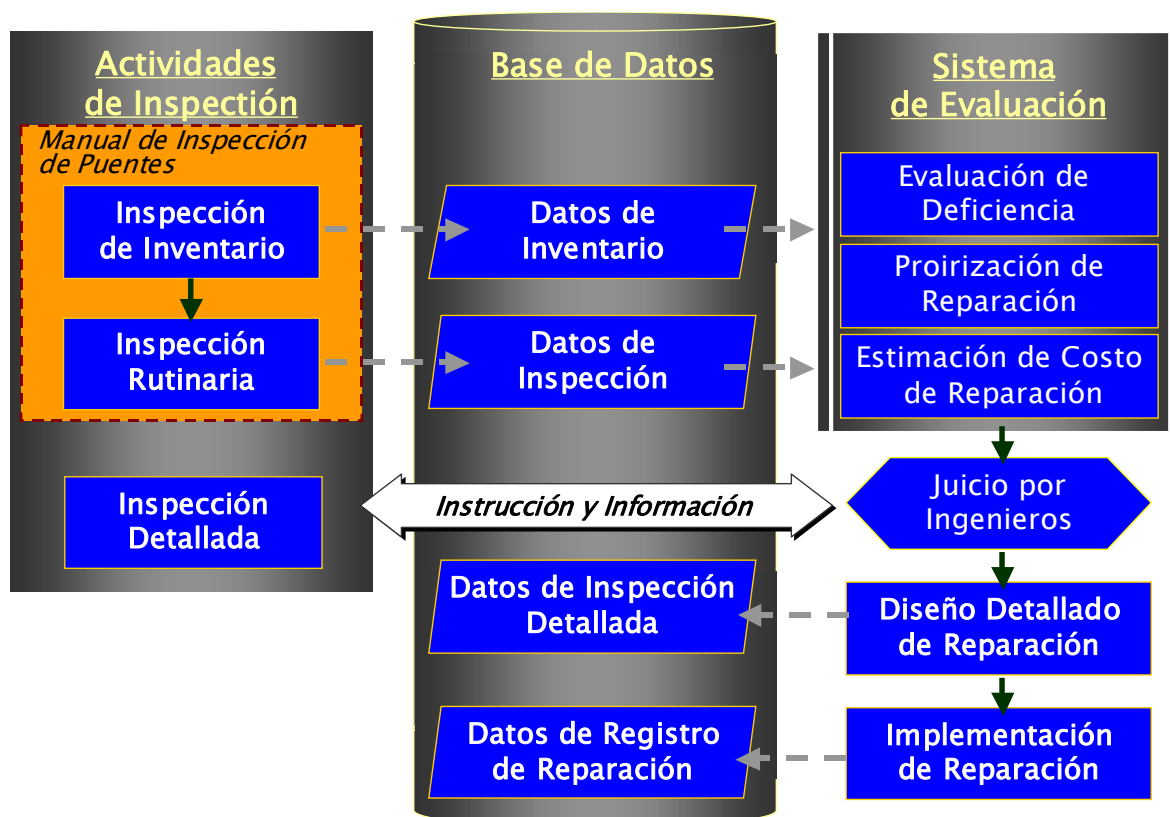 Actividades
de Inspectión
Manual de Inspección
de Puentes
Inspección
de Inventario
Inspección
Rutinaria
Inspección
Detallada
Base de Datos
Datos de
Inventario
Datos de
Inspección
Instrucción y Información
Datos de Inspección
Detallada
Datos de Registro
de Reparación
Sistema
de Evaluación
Evaluación de
Deficiencia
Proirización de
Reparación
Estimación de Costo
de Reparación
Juicio por
Ingenieros
Diseño Detallado
de Reparación
Implementación
de Reparación